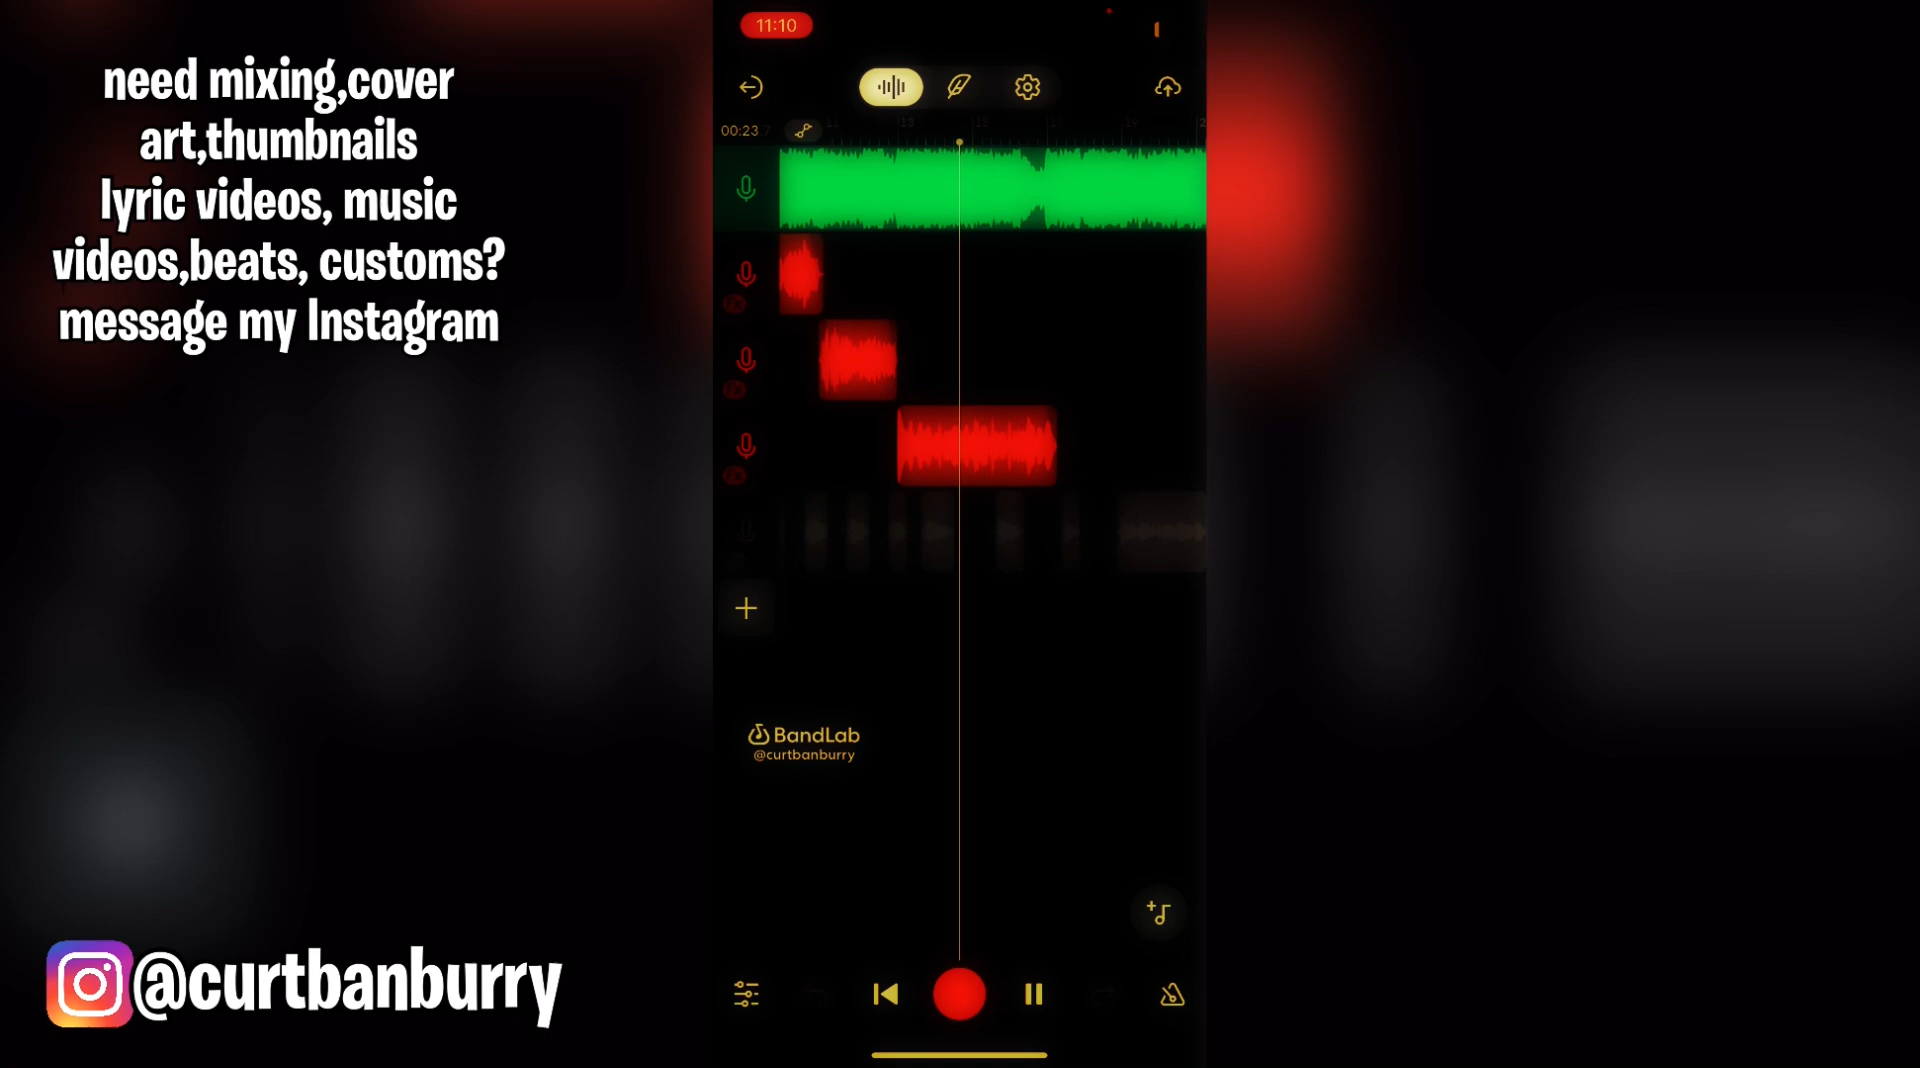 need mixing,cover
art,thumbnails
lyric videos, music
videos,beats, customs?
message my Instagram
11:10
00:23
BandLab
@curtbanburry
@curtbanburry